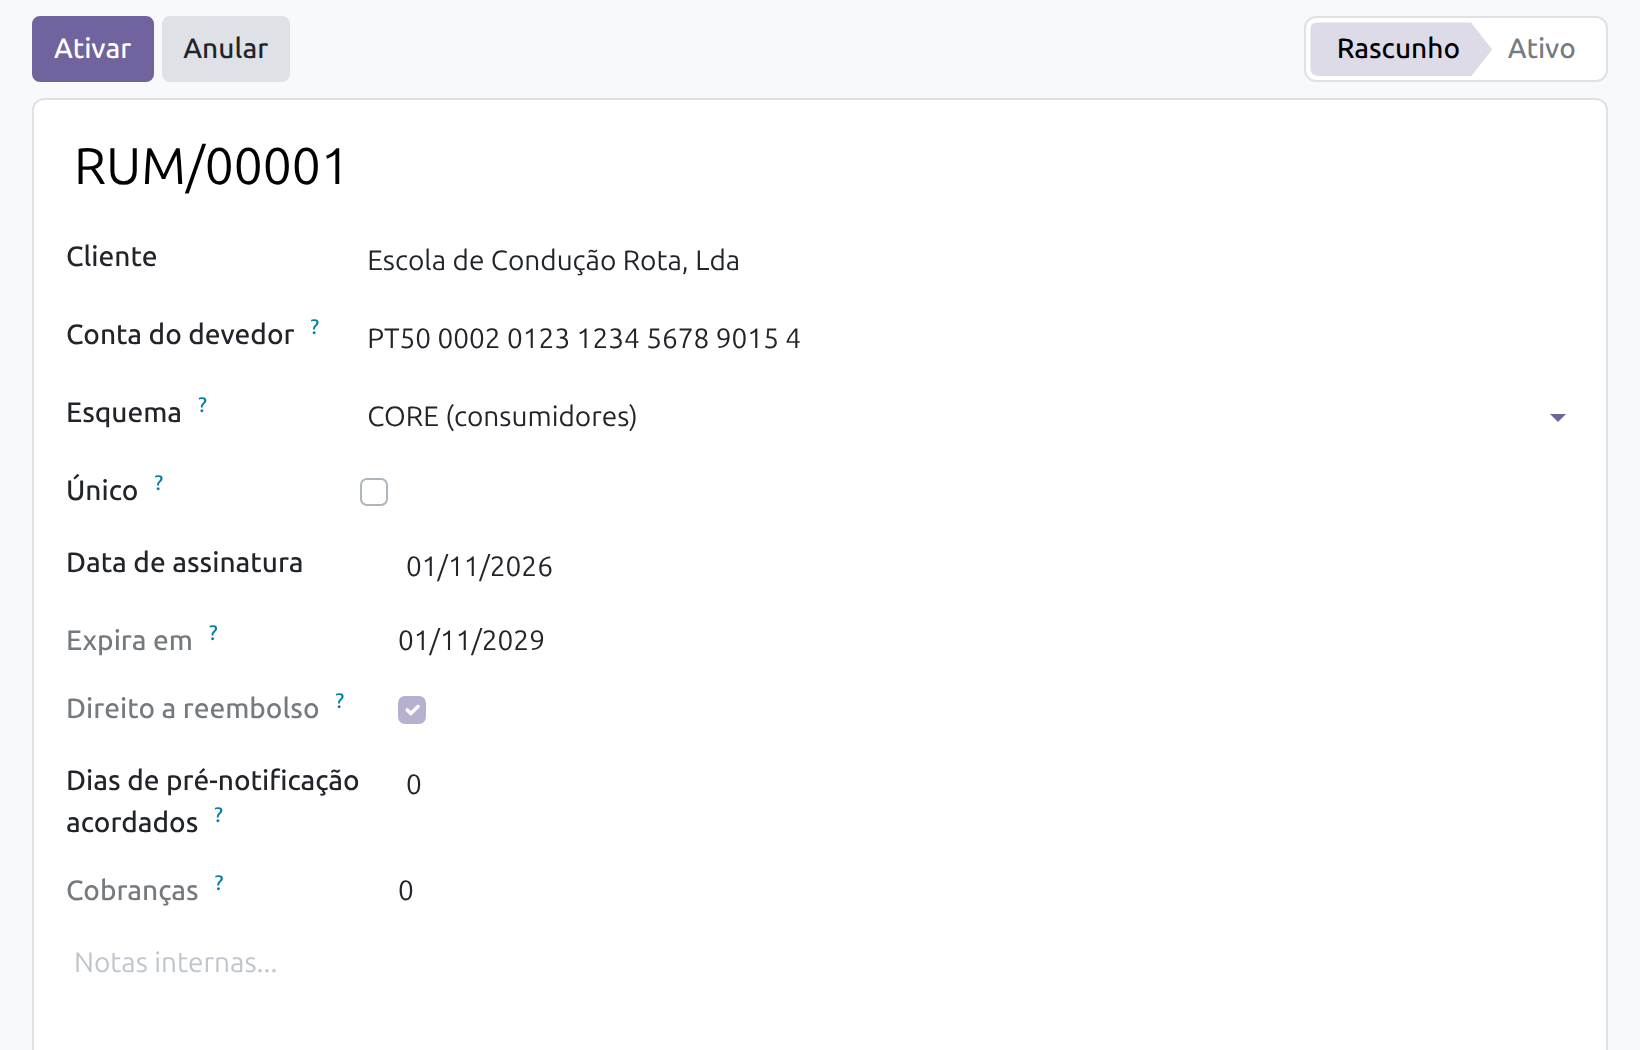 Ativar Anular Rascunho Ativo
RUM/00001
Cliente Escola de Condução Rota, Lda
Conta do devedor ? PT50 0002 0123 1234 5678 9015 4
Esquema ? CORE (consumidores)
Único ?
Data de assinatura 01/11/2026
Expira em ? 01/11/2029
Direito a reembolso ?
Dias de pré-notificação 0
acordados ?
Cobranças ? 0
Notas internas...